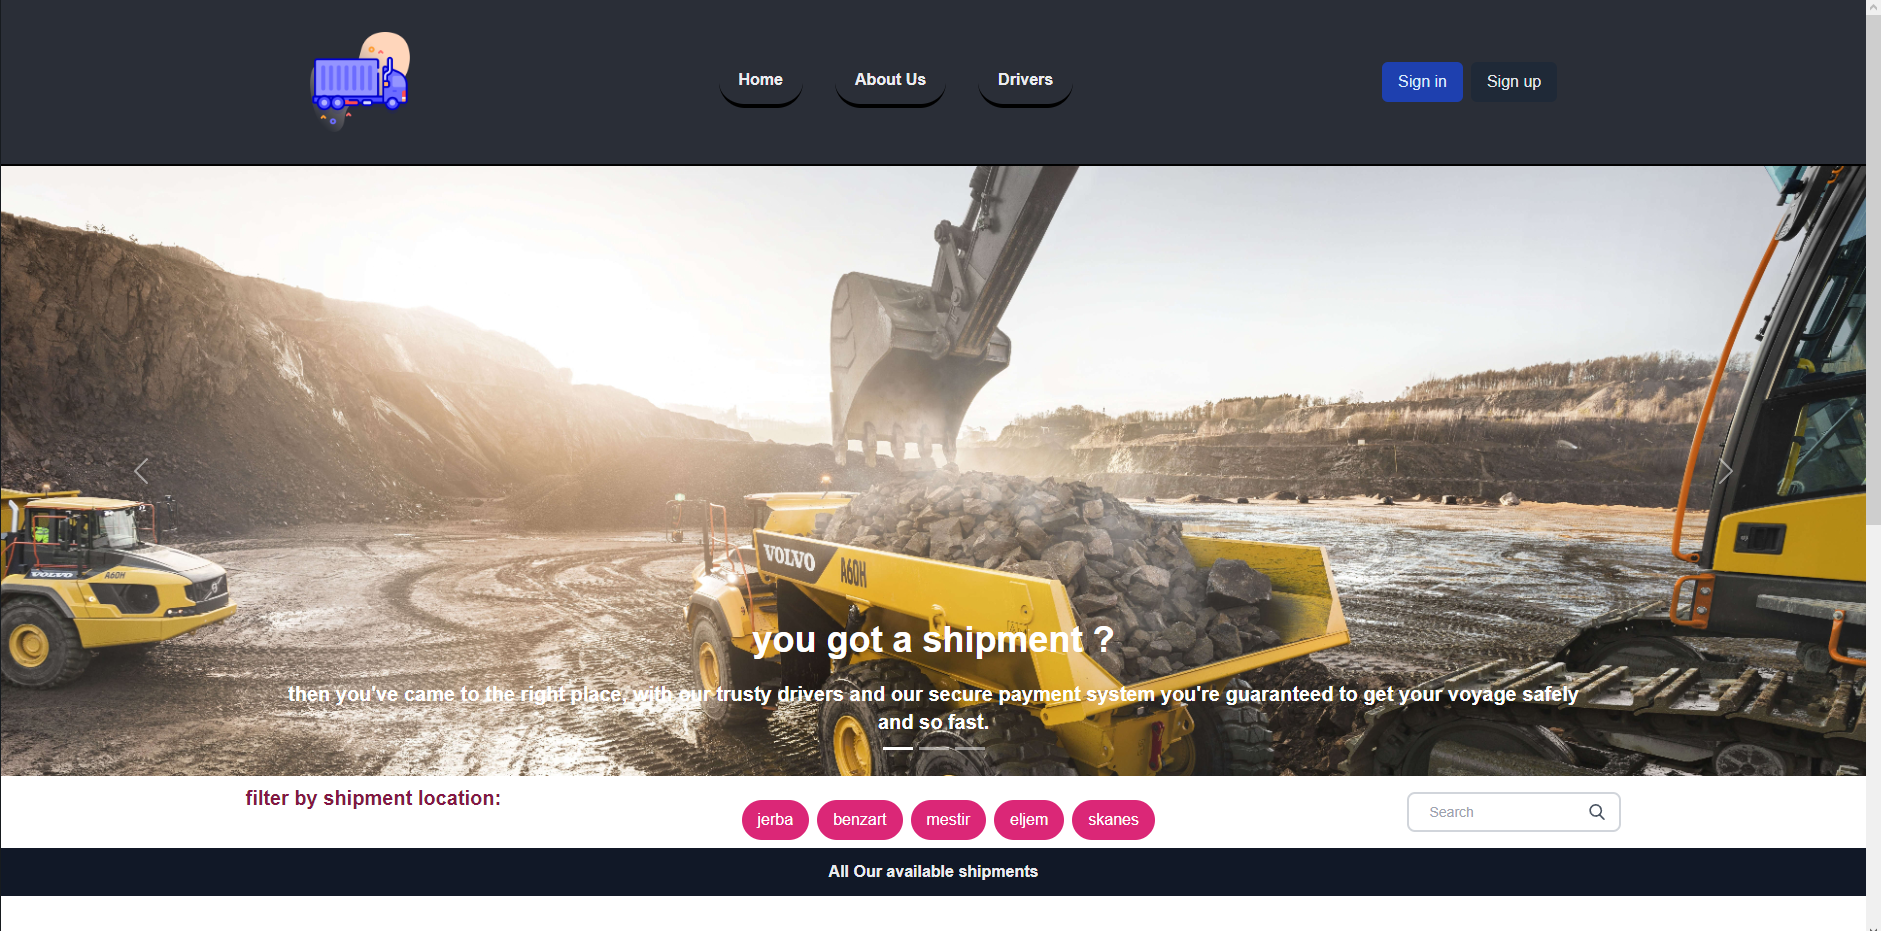 Home
About Us
Drivers
Sign in
Sign up
VOLVO
A60H
VOLVO
A60H
you got a shipment ?
then you've came to the right place, with our trusty drivers and our secure payment system you're guaranteed to get your voyage safely
and so fast.
filter by shipment location:
jerba
benzart
mestir
eljem
skanes
Search
All Our available shipments